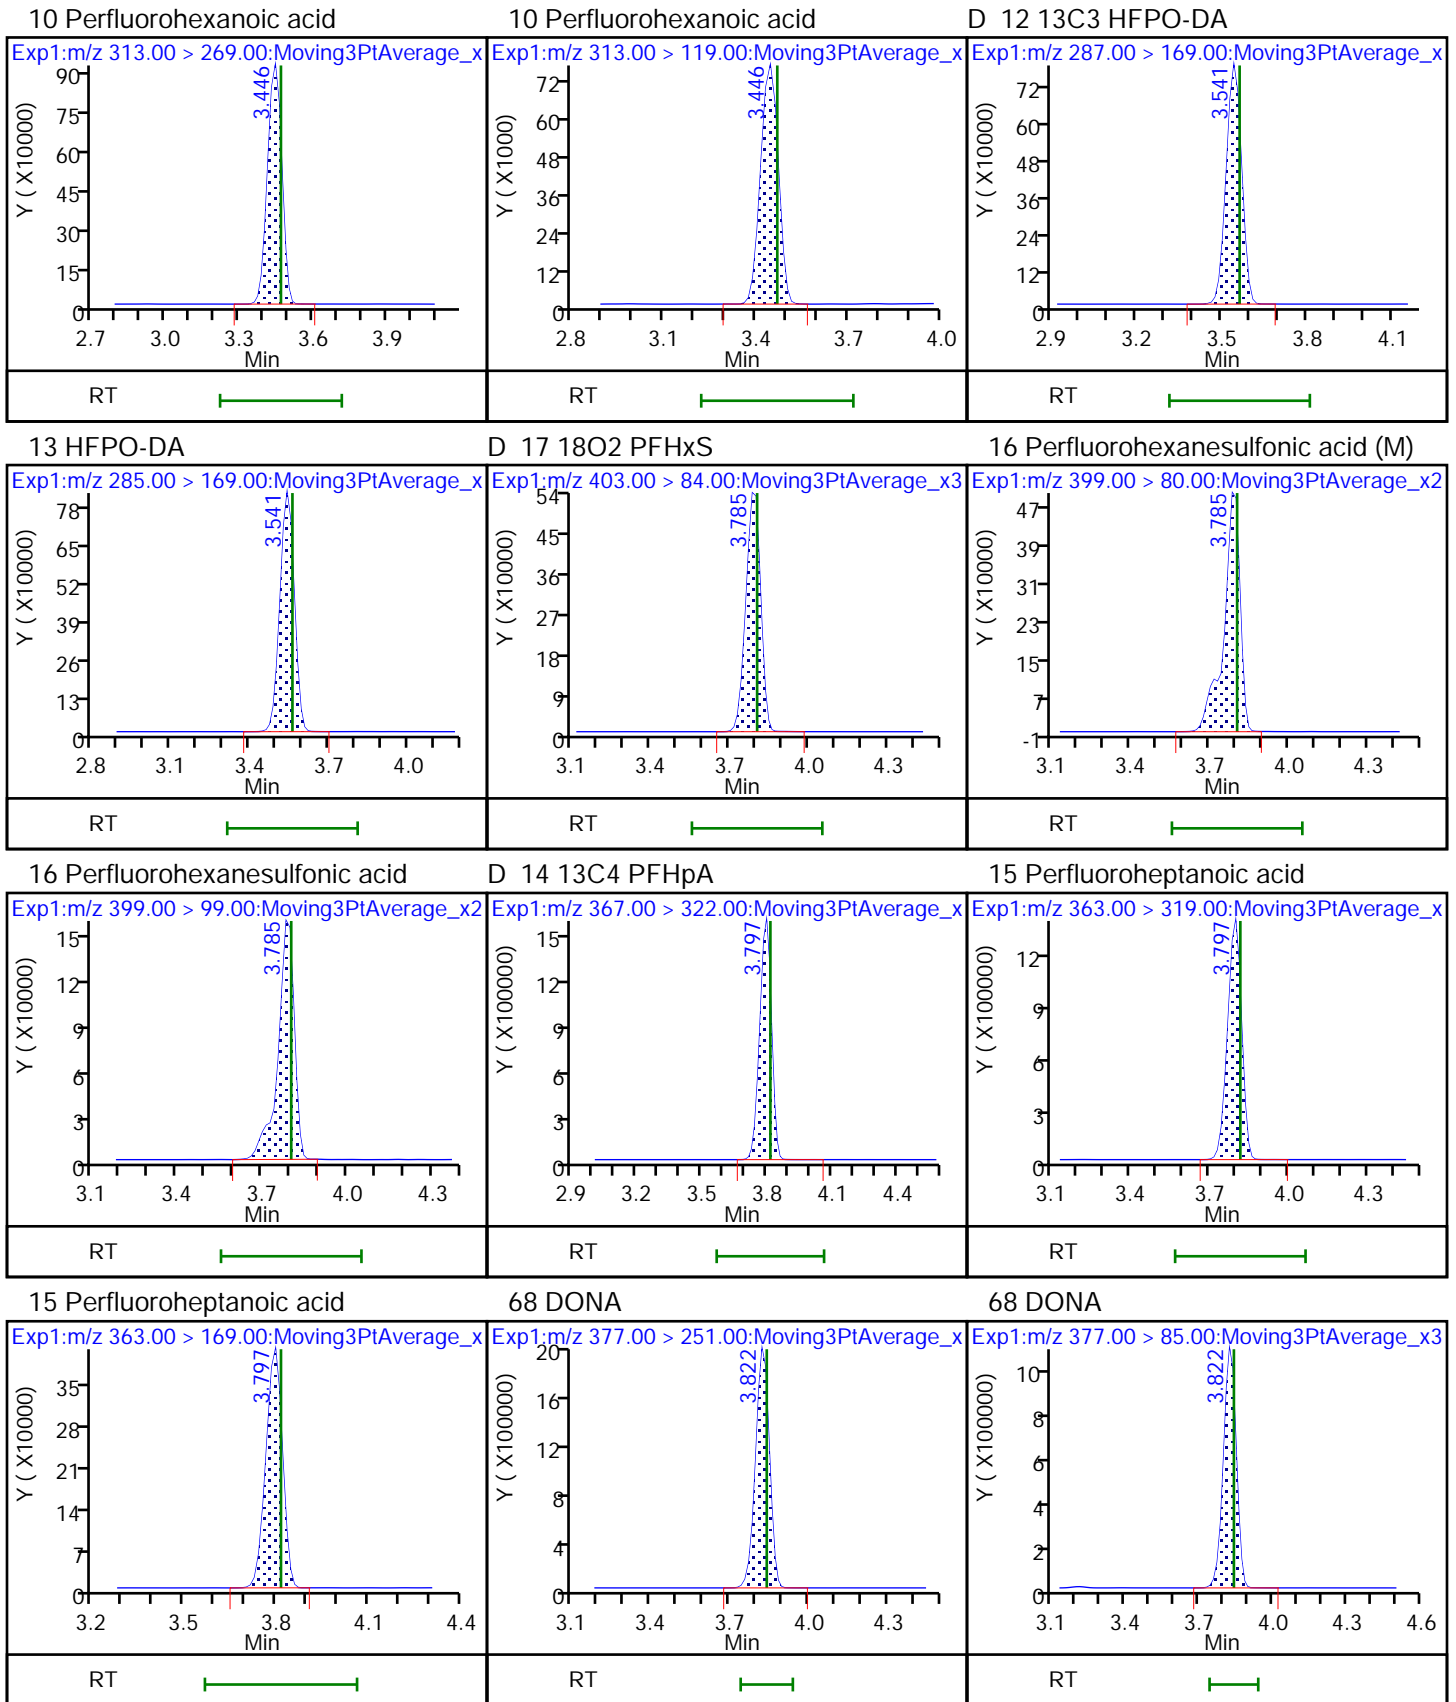 10 Perfluorohexanoic acid
Exp1:m/z 313.00 > 269.00:Moving3PtAverage_x
Y ( X10000)
90
75
60
45
30
15
0
3.446
2.7 3.0 3.3 3.6 3.9
Min
RT
10 Perfluorohexanoic acid
Exp1:m/z 313.00 > 119.00:Moving3PtAverage_x
Y ( X1000)
72
60
48
36
24
12
0
3.446
2.8 3.1 3.4 3.7 4.0
Min
RT
D 12 13C3 HFPO-DA
Exp1:m/z 287.00 > 169.00:Moving3PtAverage_x
Y ( X10000)
72
60
48
36
24
12
0
3.541
2.9 3.2 3.5 3.8 4.1
Min
RT
13 HFPO-DA
Exp1:m/z 285.00 > 169.00:Moving3PtAverage_x
Y ( X10000)
78
65
52
39
26
13
0
3.541
2.8 3.1 3.4 3.7 4.0
Min
RT
D 17 18O2 PFHxS
Exp1:m/z 403.00 > 84.00:Moving3PtAverage_x3
Y ( X10000)
54
45
36
27
18
9
0
3.785
3.1 3.4 3.7 4.0 4.3
Min
RT
16 Perfluorohexanesulfonic acid (M)
Exp1:m/z 399.00 > 80.00:Moving3PtAverage_x2
Y ( X10000)
47
39
31
23
15
7
-1
3.785
3.1 3.4 3.7 4.0 4.3
Min
RT
16 Perfluorohexanesulfonic acid
Exp1:m/z 399.00 > 99.00:Moving3PtAverage_x2
Y ( X10000)
15
12
9
6
3
0
3.785
3.1 3.4 3.7 4.0 4.3
Min
RT
D 14 13C4 PFHpA
Exp1:m/z 367.00 > 322.00:Moving3PtAverage_x
Y ( X100000)
15
12
9
6
3
0
3.797
2.9 3.2 3.5 3.8 4.1 4.4
Min
RT
15 Perfluoroheptanoic acid
Exp1:m/z 363.00 > 319.00:Moving3PtAverage_x
Y ( X100000)
12
9
6
3
0
3.797
3.1 3.4 3.7 4.0 4.3
Min
RT
15 Perfluoroheptanoic acid
Exp1:m/z 363.00 > 169.00:Moving3PtAverage_x
Y ( X10000)
35
28
21
14
7
0
3.797
3.2 3.5 3.8 4.1 4.4
Min
RT
68 DONA
Exp1:m/z 377.00 > 251.00:Moving3PtAverage_x
Y ( X100000)
20
16
12
8
4
0
3.822
3.1 3.4 3.7 4.0 4.3
Min
RT
68 DONA
Exp1:m/z 377.00 > 85.00:Moving3PtAverage_x3
Y ( X100000)
10
8
6
4
2
0
3.822
3.1 3.4 3.7 4.0 4.3 4.6
Min
RT